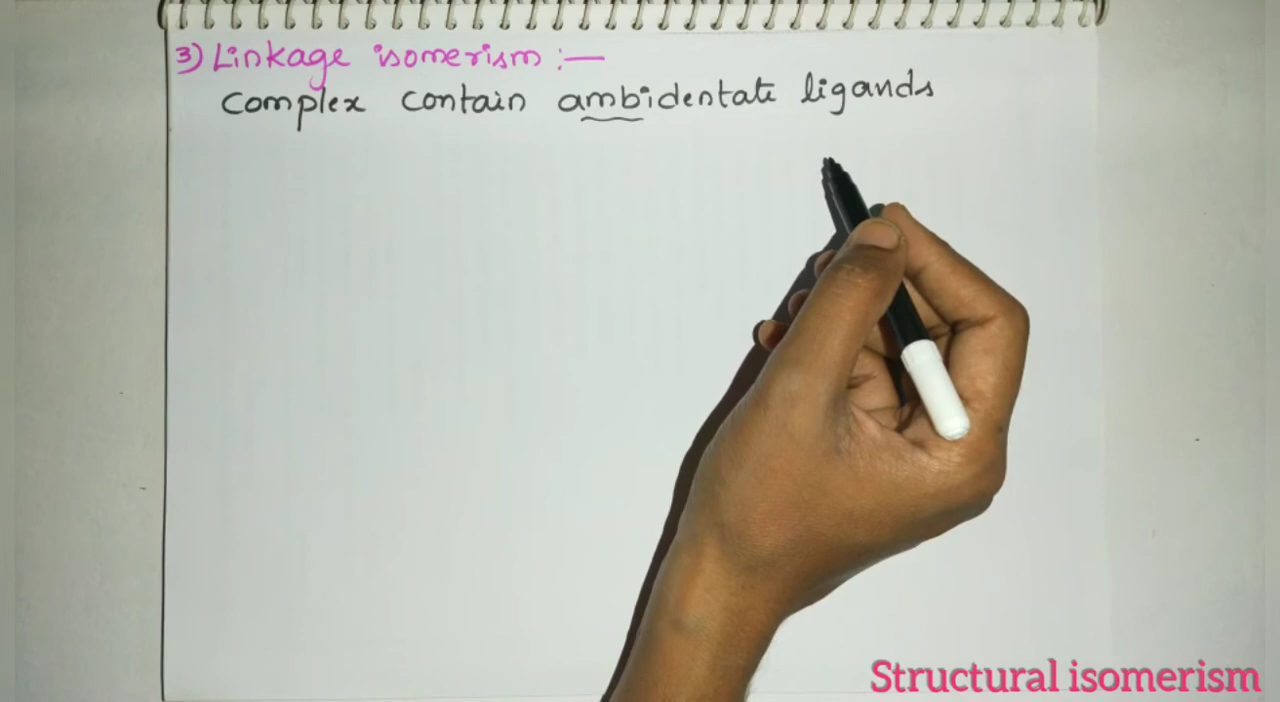 3) Linkage isomerism :—
Complex contain ambidentate ligands
Structural isomerism